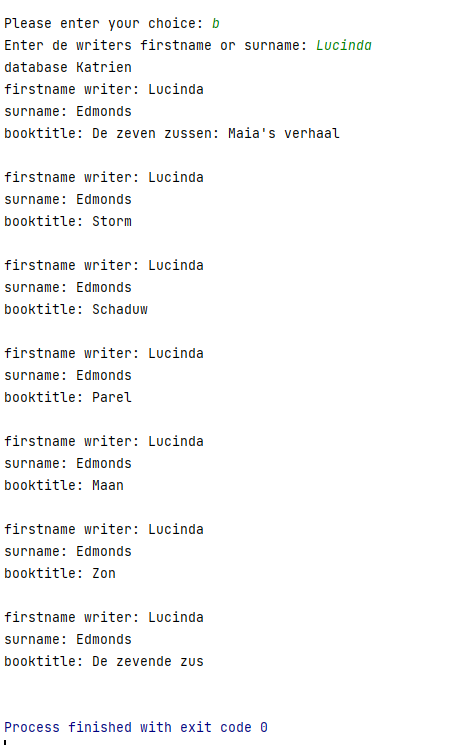 Please enter your choice: b
Enter de writers firstname or surname: Lucinda
database Katrien
firstname writer: Lucinda
surname: Edmonds
booktitle: De zeven zussen: Maia's verhaal
firstname writer: Lucinda
surname: Edmonds
booktitle: Storm
firstname writer: Lucinda
surname: Edmonds
booktitle: Schaduw
firstname writer: Lucinda
surname: Edmonds
booktitle: Parel
firstname writer: Lucinda
surname: Edmonds
booktitle: Maan
firstname writer: Lucinda
surname: Edmonds
booktitle: Zon
firstname writer: Lucinda
surname: Edmonds
booktitle: De zevende zus
Process finished with exit code 0